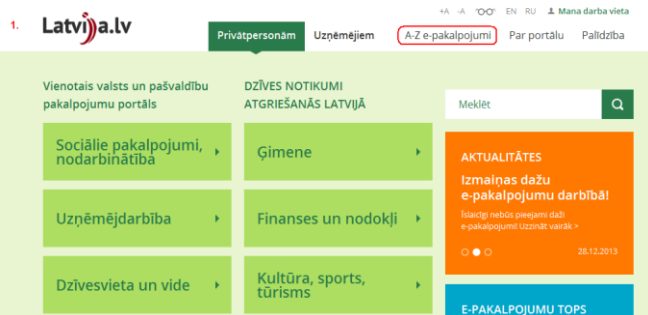 +A -A EN RU Mana darba vieta
1. Latvija.lv
Privātpersonām Uzņēmējiem A-Z e-pakalpojumi Par portālu Palīdzība
Vienotais valsts un pašvaldību
pakalpojumu portāls
DZĪVES NOTIKUMI
ATGRIEŠANĀS LATVIJĀ
Meklēt
Sociālie pakalpojumi,
nodarbinātība
Ģimene
AKTUALITĀTES
Izmaiņas dažu
e-pakalpojumu darbībā!
Īslaicīgi nebūs pieejami daži
e-pakalpojumi! Uzzināt vairāk >
28.12.2013
Uzņēmējdarbība
Finanses un nodokļi
Dzīvesvieta un vide
Kultūra, sports,
tūrisms
E-PAKALPOJUMU TOPS